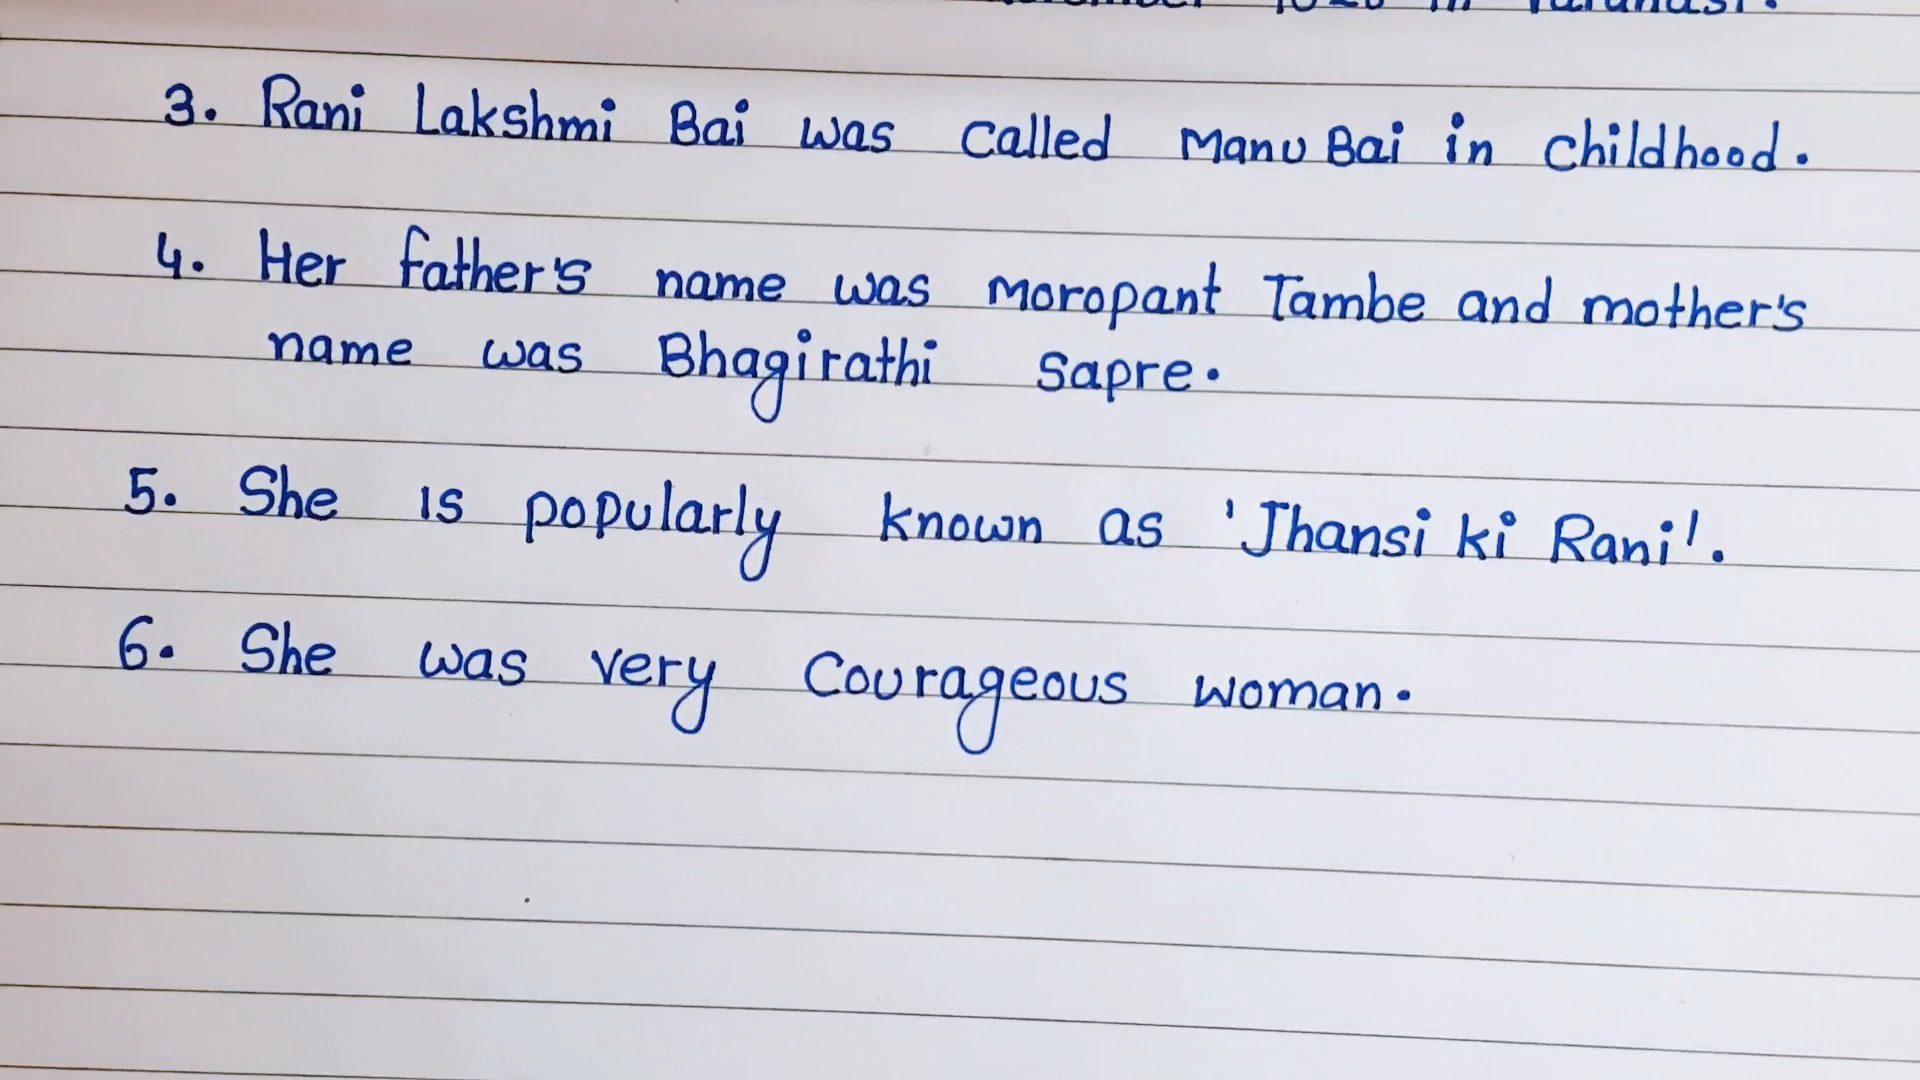 in
3. Rani Lakshmi Bai was called Manu Bai in childhood.
4. Her father's name was Moropant Tambe and mother's
name was Bhagirathi Sapre.
5. She is popularly known as 'Jhansi ki Rani'.
6. She was very Courageous woman.